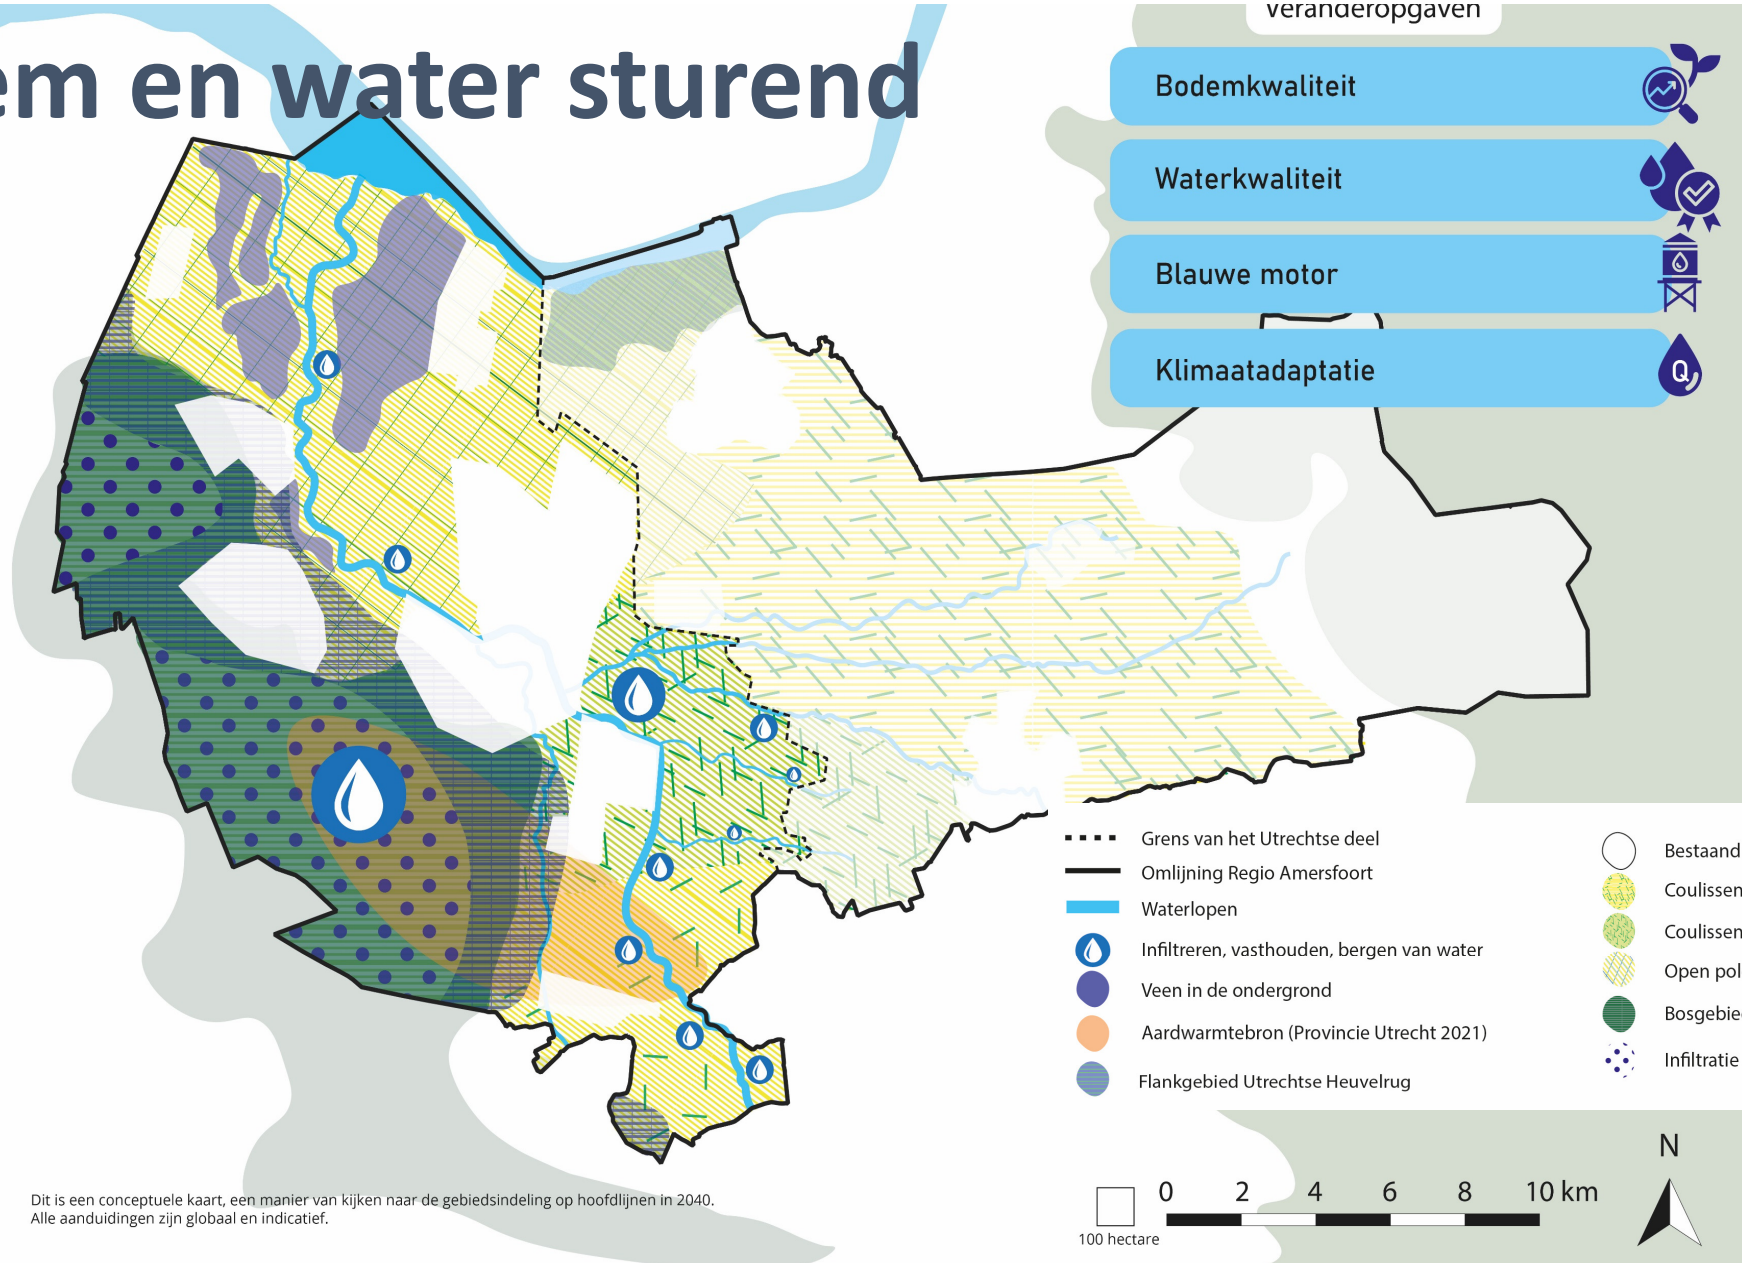 em en water sturend
veranderopgaven
Bodemkwaliteit
Waterkwaliteit
Blauwe motor
Klimaatadaptatie
Q
Grens van het Utrechtse deel
Omlijning Regio Amersfoort
Waterlopen
Infiltreren, vasthouden, bergen van water
Veen in de ondergrond
Aardwarmtebron (Provincie Utrecht 2021)
Flankgebied Utrechtse Heuvelrug
Bestaand
Coulissen
Coulissen
Open pol
Bosgebie
Infiltratie
N
0 2 4 6 8 10 km
100 hectare
Dit is een conceptuele kaart, een manier van kijken naar de gebiedsindeling op hoofdlijnen in 2040.
Alle aanduidingen zijn globaal en indicatief.